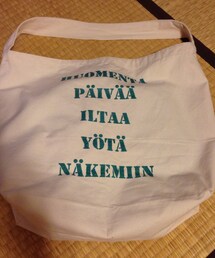 HUOMENTA
PÄIVÄÄ
ILTAA
YÖTÄ
NÄKEMIIN